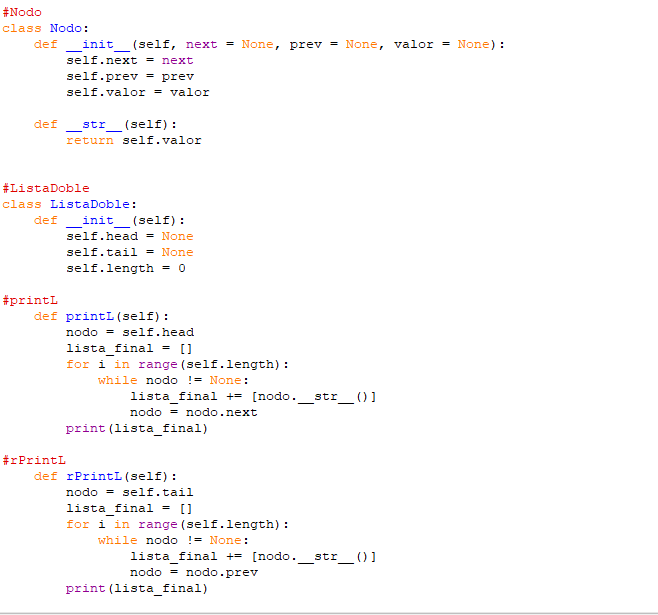 #Nodo
class Nodo:
    def __init__(self, next = None, prev = None, valor = None):
        self.next = next
        self.prev = prev
        self.valor = valor

    def __str__(self):
        return self.valor


#ListaDoble
class ListaDoble:
    def __init__(self):
        self.head = None
        self.tail = None
        self.length = 0

#printL
    def printL(self):
        nodo = self.head
        lista_final = []
        for i in range(self.length):
            while nodo != None:
                lista_final += [nodo.__str__()]
                nodo = nodo.next
        print(lista_final)

#rPrintL
    def rPrintL(self):
        nodo = self.tail
        lista_final = []
        for i in range(self.length):
            while nodo != None:
                lista_final += [nodo.__str__()]
                nodo = nodo.prev
        print(lista_final)